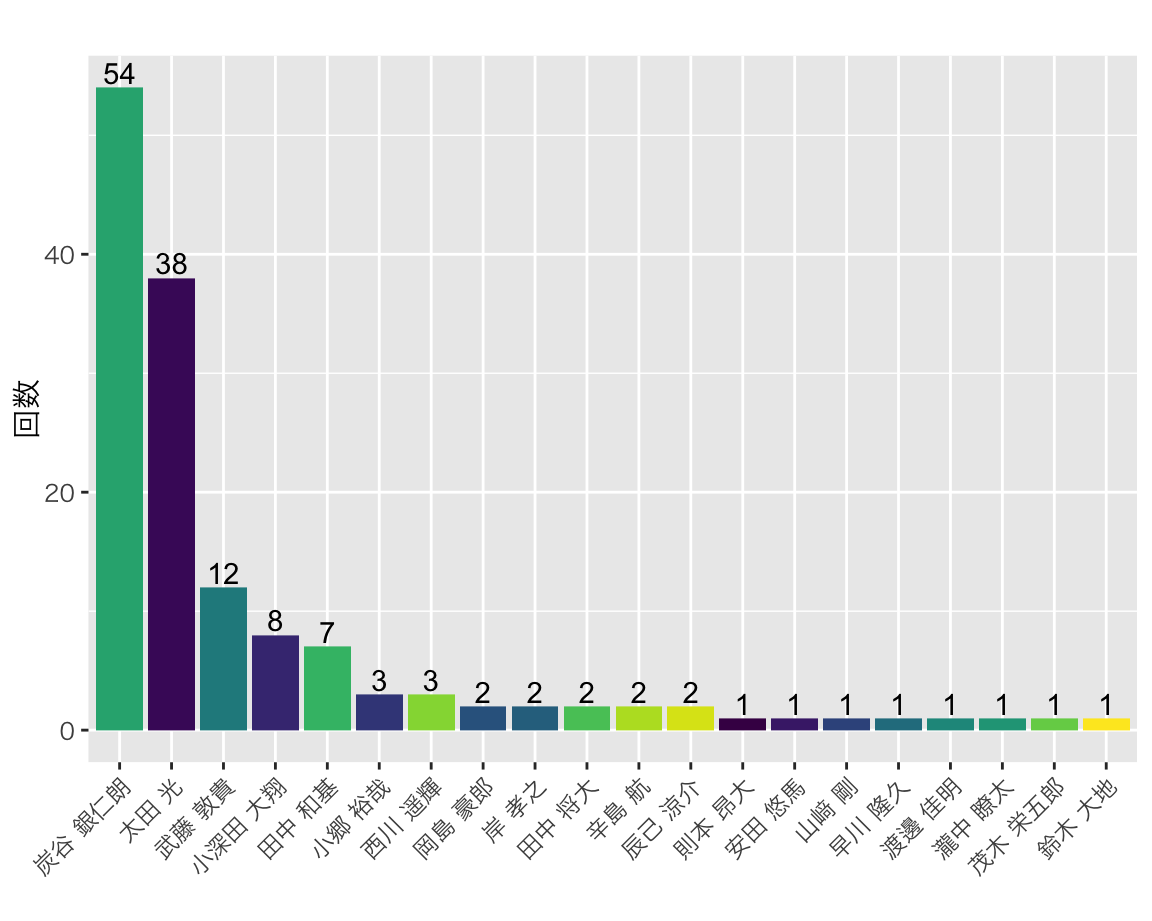 54
38
12
8
7
3
3
2
2
2
2
2
1
1
1
1
1
1
1
1
40
20
0
回数
炭谷 銀仁朗
太田 光
武藤 敦貴
小深田 大翔
田中 和基
小郷 裕哉
西川 遥輝
岡島 豪郎
岸 孝之
田中 将大
辛島 航
辰己 涼介
則本 昂大
安田 悠馬
山﨑 剛
早川 隆久
渡邊 佳明
瀧中 瞭太
茂木 栄五郎
鈴木 大地